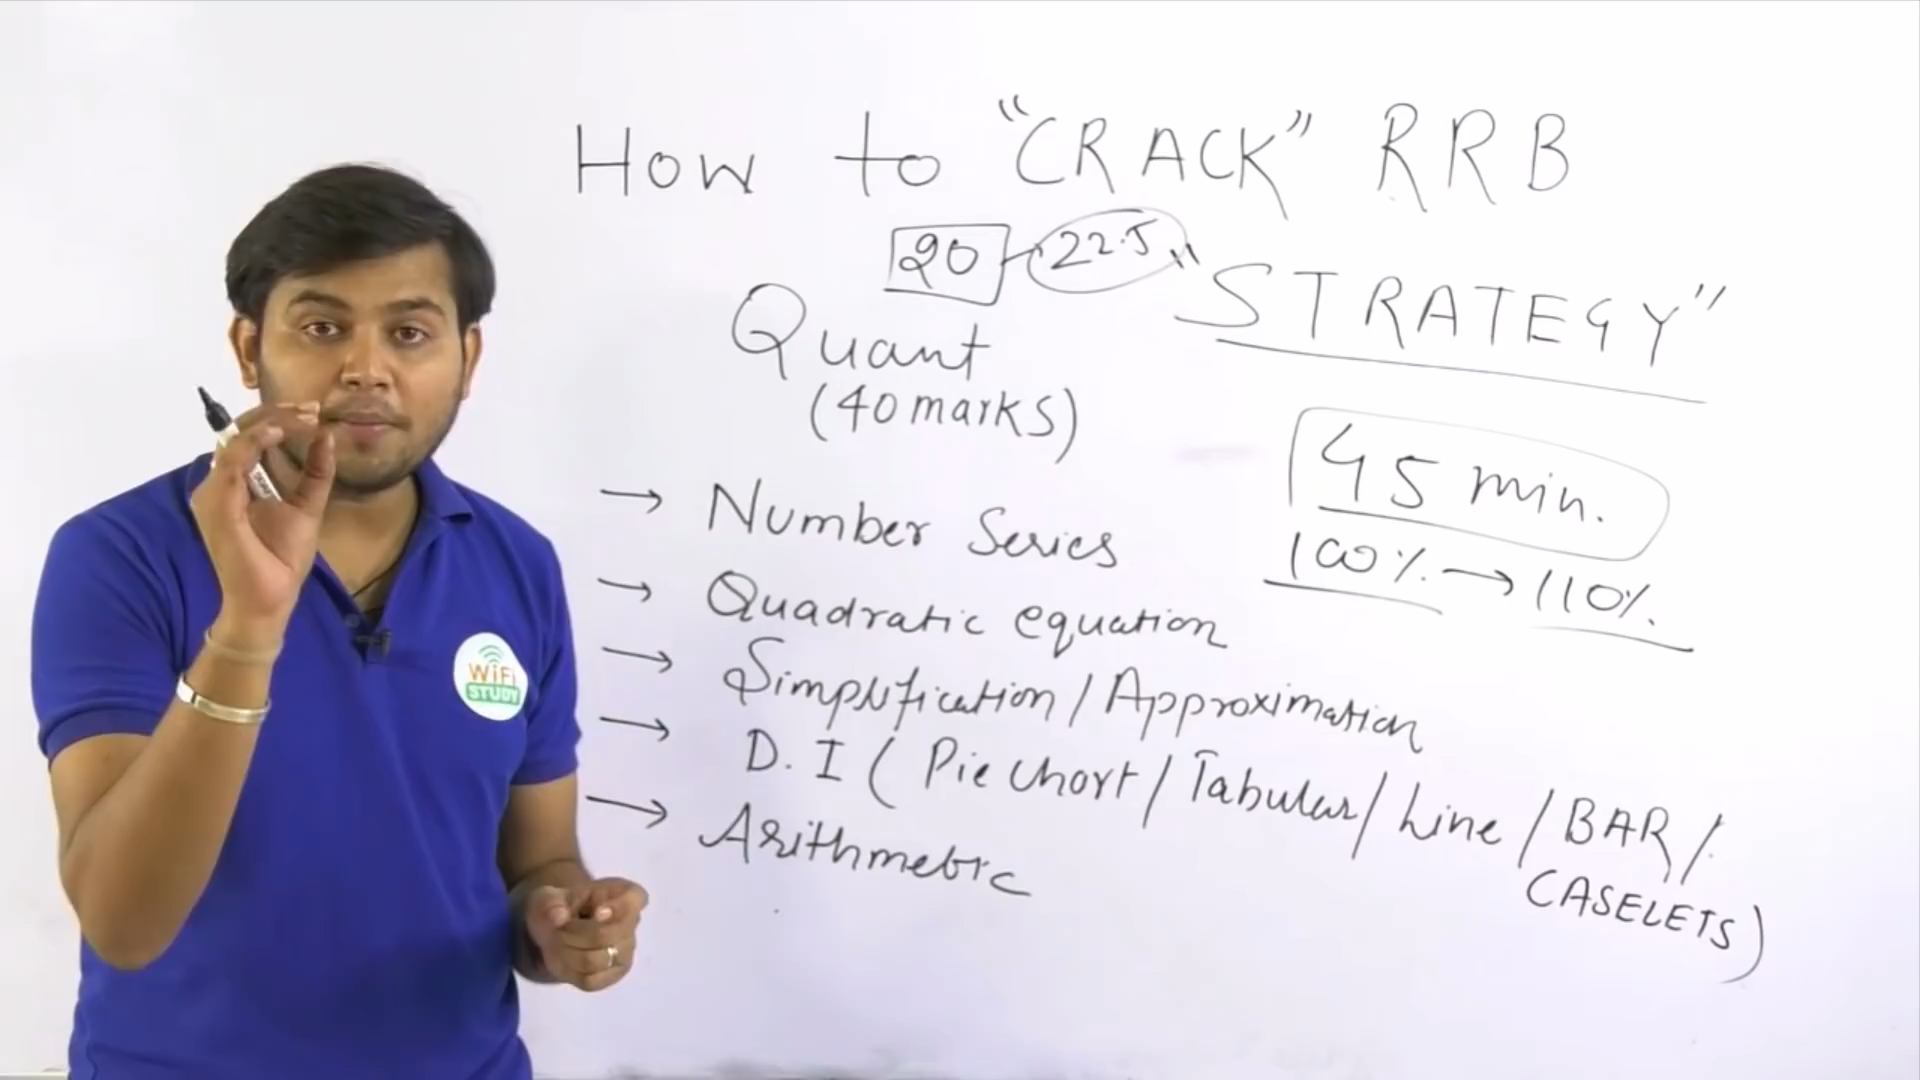 How to "CRACK" RRB
20 22.5
"STRATEGY"
Quant
(40 marks)
45 min.
100% → 110%
→ Number Series
→ Quadratic equation
→ Simplification / Approximation
→ D.I ( Pie Chart / Tabular / Line / BAR /
CASELETS )
→ Arithmetic
WiFi
STUDY